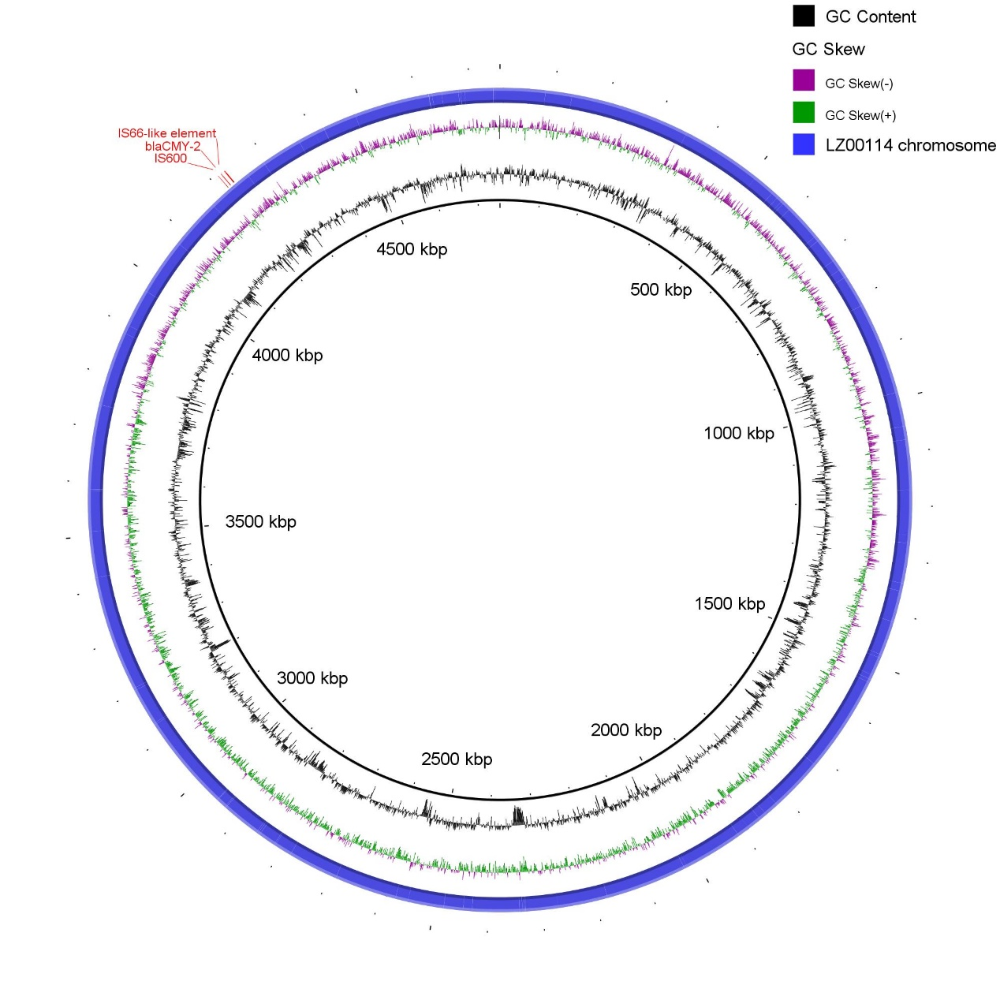 GC Content
GC Skew
GC Skew(-)
GC Skew(+)
LZ00114 chromosome
IS66-like element
blaCMY-2
IS600
4500 kbp
500 kbp
4000 kbp
1000 kbp
3500 kbp
1500 kbp
3000 kbp
2000 kbp
2500 kbp